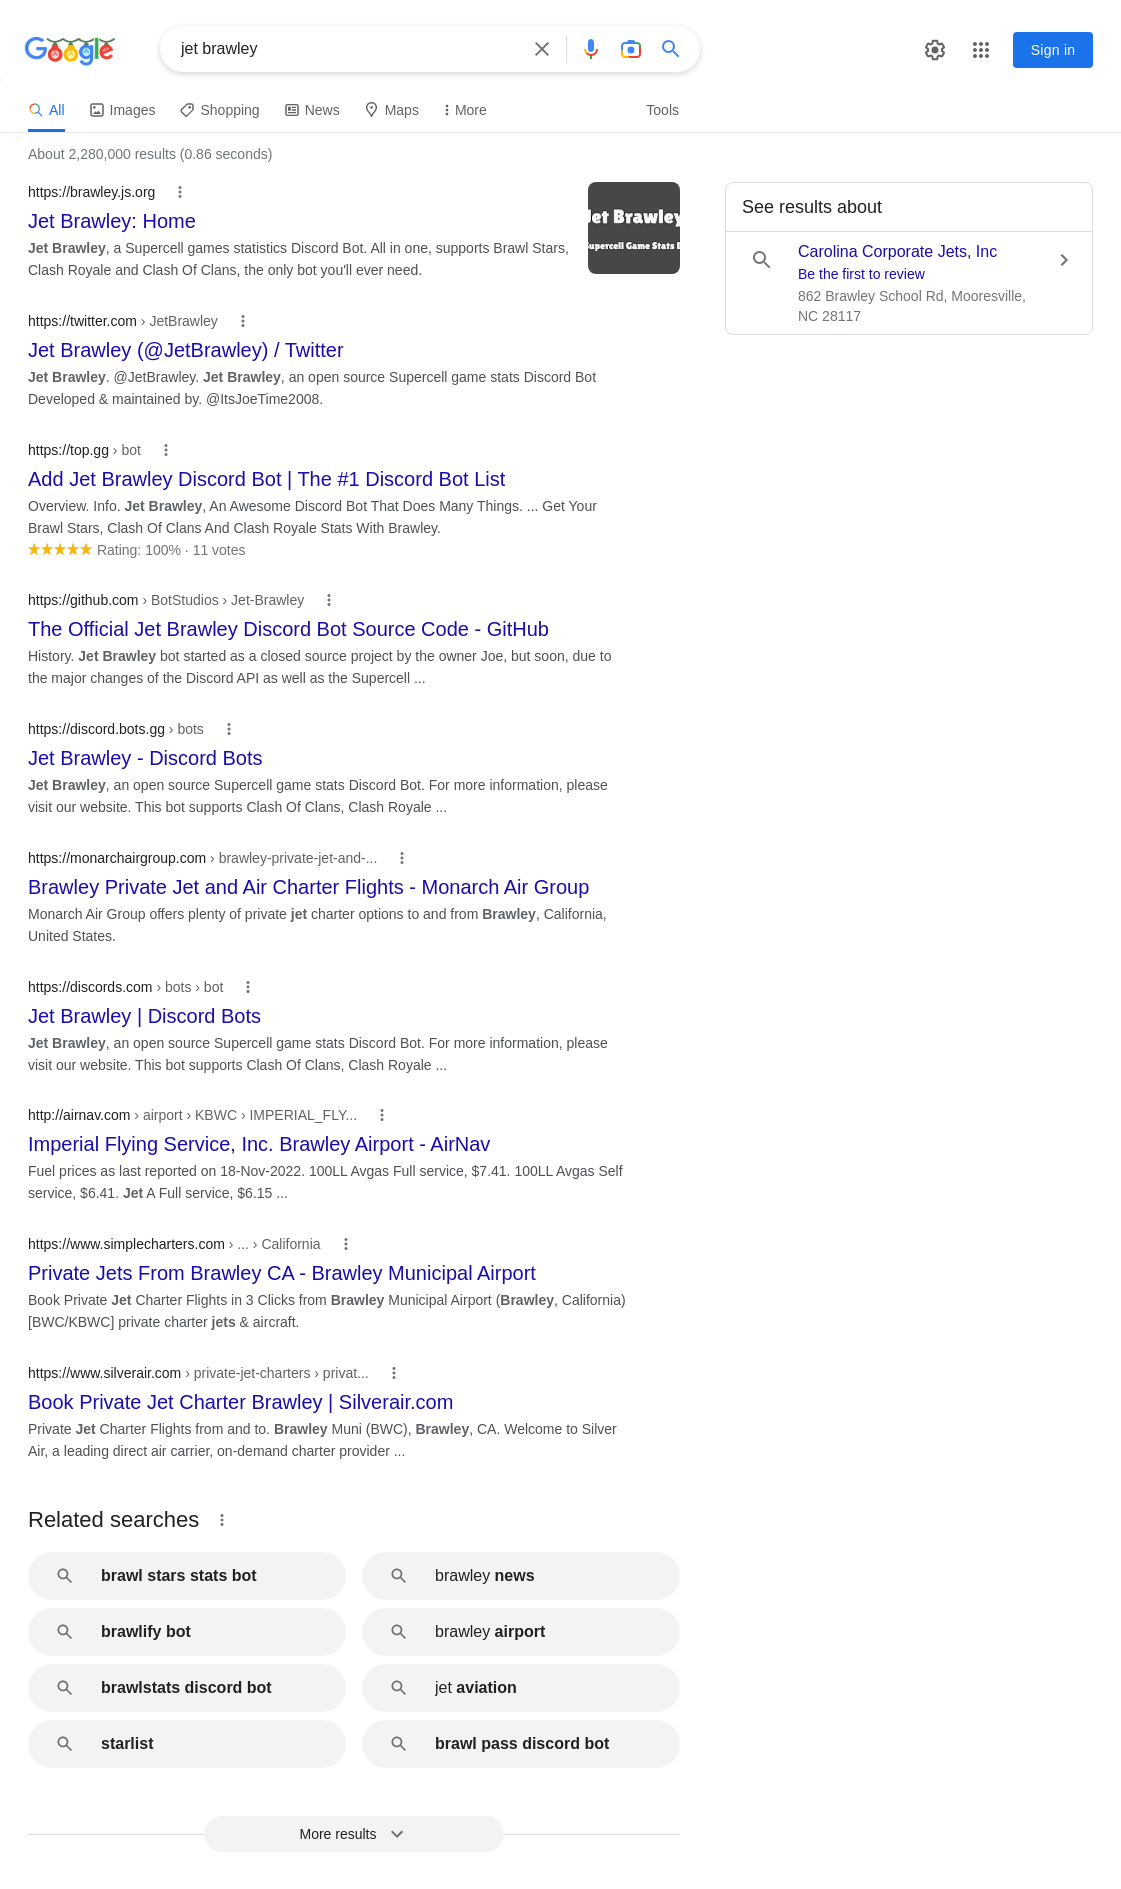 Google
jet brawley
Sign in
All Images Shopping News Maps More Tools
About 2,280,000 results (0.86 seconds)
https://brawley.js.org
Jet Brawley: Home
Jet Brawley, a Supercell games statistics Discord Bot. All in one, supports Brawl Stars,
Clash Royale and Clash Of Clans, the only bot you'll ever need.
Jet Brawley
Supercell Game Stats B
See results about
Carolina Corporate Jets, Inc
Be the first to review
862 Brawley School Rd, Mooresville,
NC 28117
https://twitter.com › JetBrawley
Jet Brawley (@JetBrawley) / Twitter
Jet Brawley. @JetBrawley. Jet Brawley, an open source Supercell game stats Discord Bot
Developed & maintained by. @ItsJoeTime2008.
https://top.gg › bot
Add Jet Brawley Discord Bot | The #1 Discord Bot List
Overview. Info. Jet Brawley, An Awesome Discord Bot That Does Many Things. ... Get Your
Brawl Stars, Clash Of Clans And Clash Royale Stats With Brawley.
Rating: 100% · 11 votes
https://github.com › BotStudios › Jet-Brawley
The Official Jet Brawley Discord Bot Source Code - GitHub
History. Jet Brawley bot started as a closed source project by the owner Joe, but soon, due to
the major changes of the Discord API as well as the Supercell ...
https://discord.bots.gg › bots
Jet Brawley - Discord Bots
Jet Brawley, an open source Supercell game stats Discord Bot. For more information, please
visit our website. This bot supports Clash Of Clans, Clash Royale ...
https://monarchairgroup.com › brawley-private-jet-and-...
Brawley Private Jet and Air Charter Flights - Monarch Air Group
Monarch Air Group offers plenty of private jet charter options to and from Brawley, California,
United States.
https://discords.com › bots › bot
Jet Brawley | Discord Bots
Jet Brawley, an open source Supercell game stats Discord Bot. For more information, please
visit our website. This bot supports Clash Of Clans, Clash Royale ...
http://airnav.com › airport › KBWC › IMPERIAL_FLY...
Imperial Flying Service, Inc. Brawley Airport - AirNav
Fuel prices as last reported on 18-Nov-2022. 100LL Avgas Full service, $7.41. 100LL Avgas Self
service, $6.41. Jet A Full service, $6.15 ...
https://www.simplecharters.com › ... › California
Private Jets From Brawley CA - Brawley Municipal Airport
Book Private Jet Charter Flights in 3 Clicks from Brawley Municipal Airport (Brawley, California)
[BWC/KBWC] private charter jets & aircraft.
https://www.silverair.com › private-jet-charters › privat...
Book Private Jet Charter Brawley | Silverair.com
Private Jet Charter Flights from and to. Brawley Muni (BWC), Brawley, CA. Welcome to Silver
Air, a leading direct air carrier, on-demand charter provider ...
Related searches
brawl stars stats bot
brawley news
brawlify bot
brawley airport
brawlstats discord bot
jet aviation
starlist
brawl pass discord bot
More results